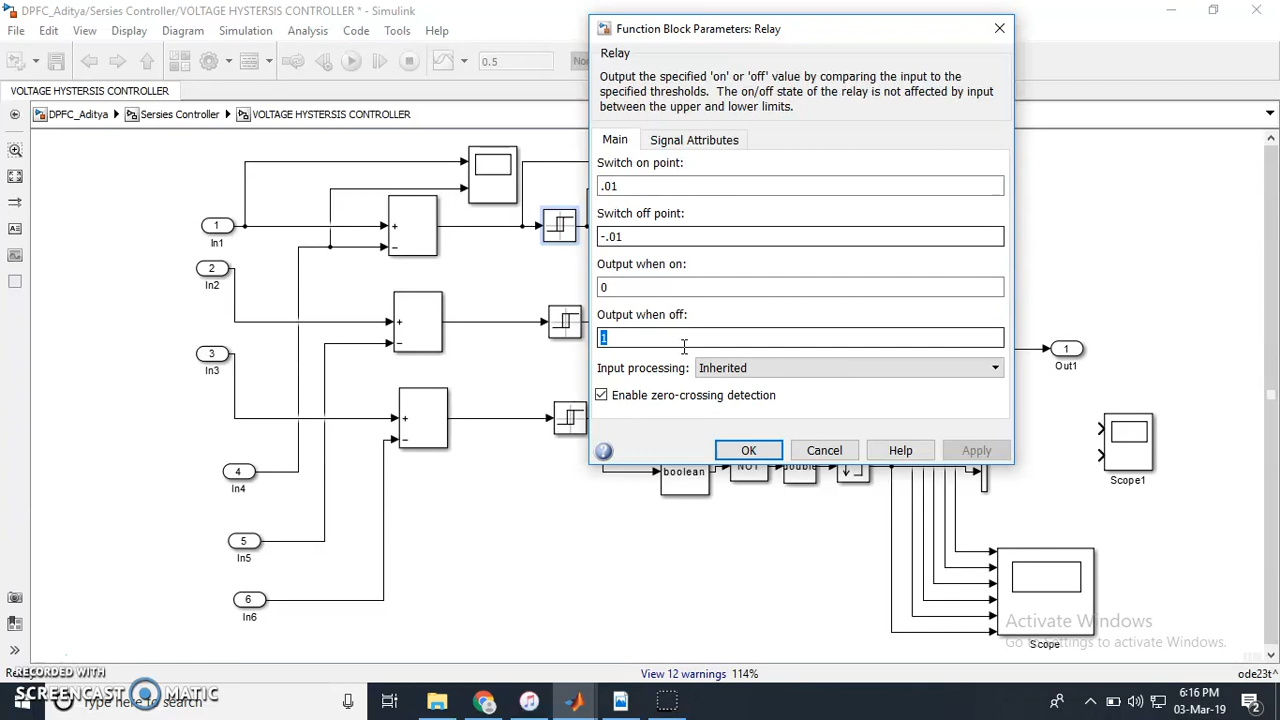 DPFC_Aditya/Sersies Controller/VOLTAGE HYSTERSIS CONTROLLER * - Simulink
File Edit View Display Diagram Simulation Analysis Code Tools Help
0.5
VOLTAGE HYSTERSIS CONTROLLER
DPFC_Aditya Sersies Controller VOLTAGE HYSTERSIS CONTROLLER
Function Block Parameters: Relay
Relay
Output the specified 'on' or 'off' value by comparing the input to the
specified thresholds. The on/off state of the relay is not affected by input
between the upper and lower limits.
Main Signal Attributes
Switch on point:
.01
Switch off point:
-.01
Output when on:
0
Output when off:
1
Input processing: Inherited
Enable zero-crossing detection
OK Cancel Help Apply
1
In1
2
In2
3
In3
4
In4
5
In5
6
In6
+
−
+
−
+
−
boolean
NOT
double
1
Out1
Scope1
Scope
Activate Windows
Go to Settings to activate Windows.
View 12 warnings 114% ode23t
RECORDED WITH
SCREENCAST MATIC
Type here to search
6:16 PM
03-Mar-19
2